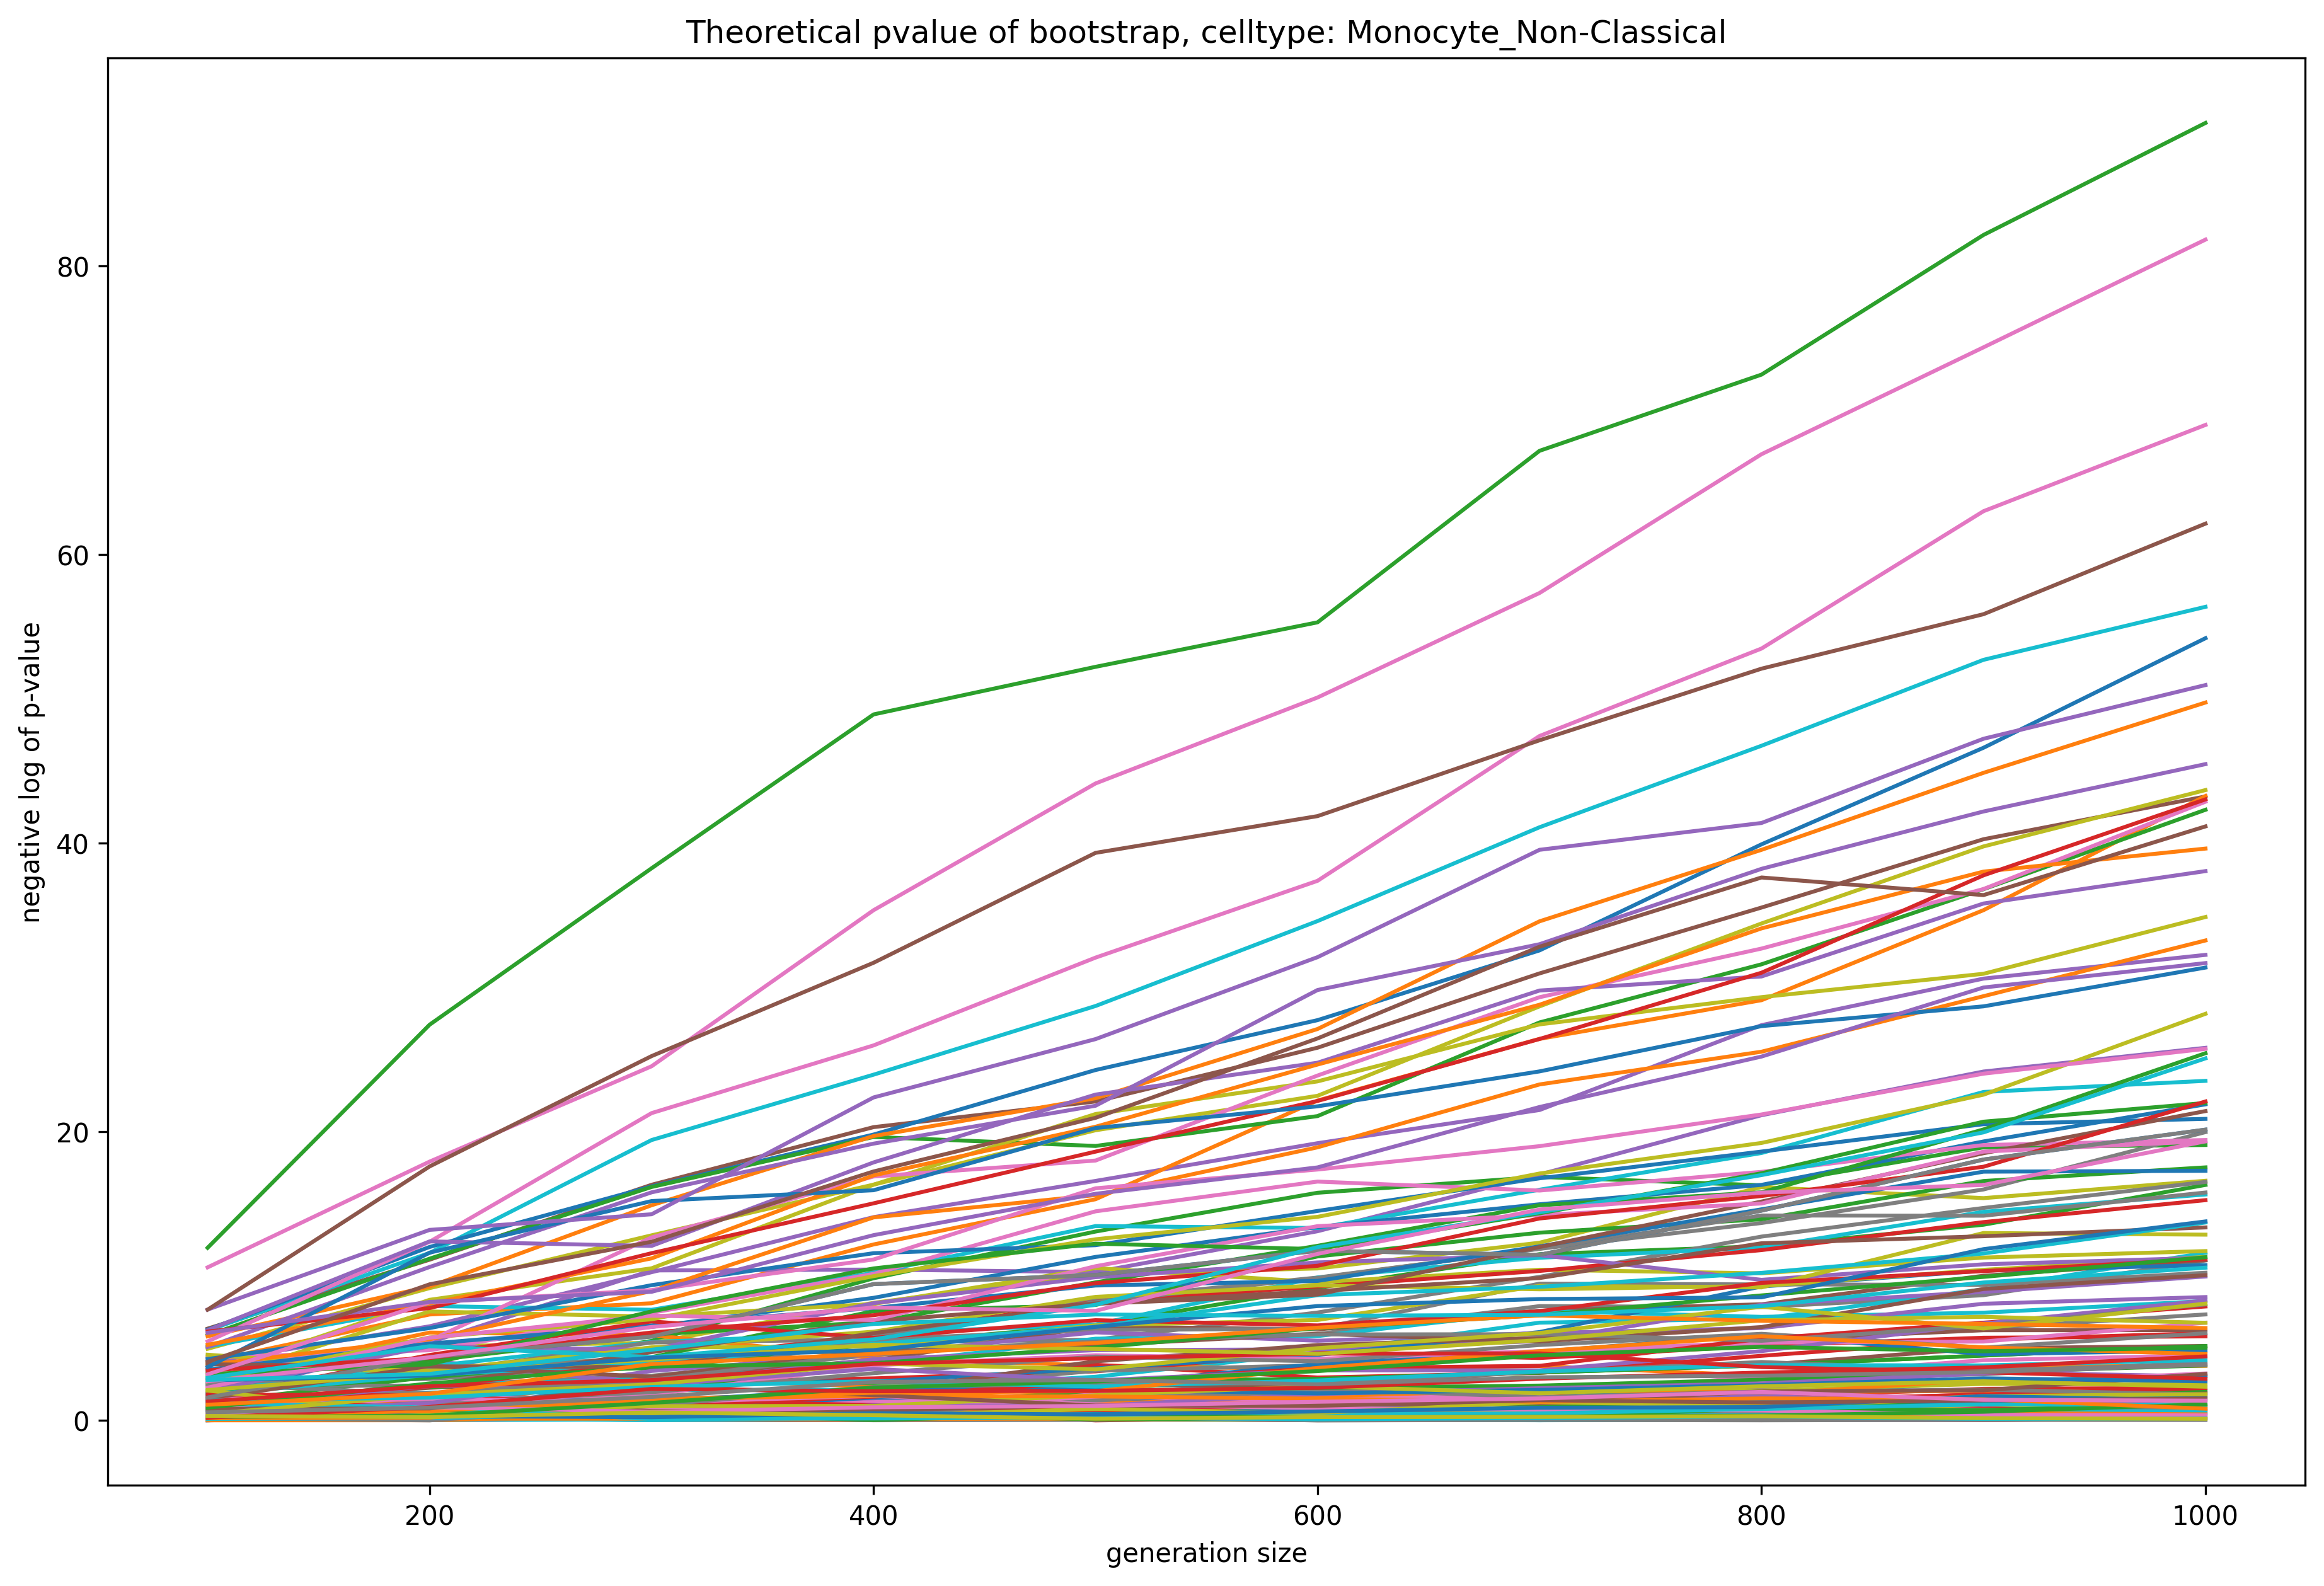 Theoretical pvalue of bootstrap, celltype: Monocyte_Non-Classical
negative log of p-value
80
60
40
20
0
200 400 600 800 1000
generation size